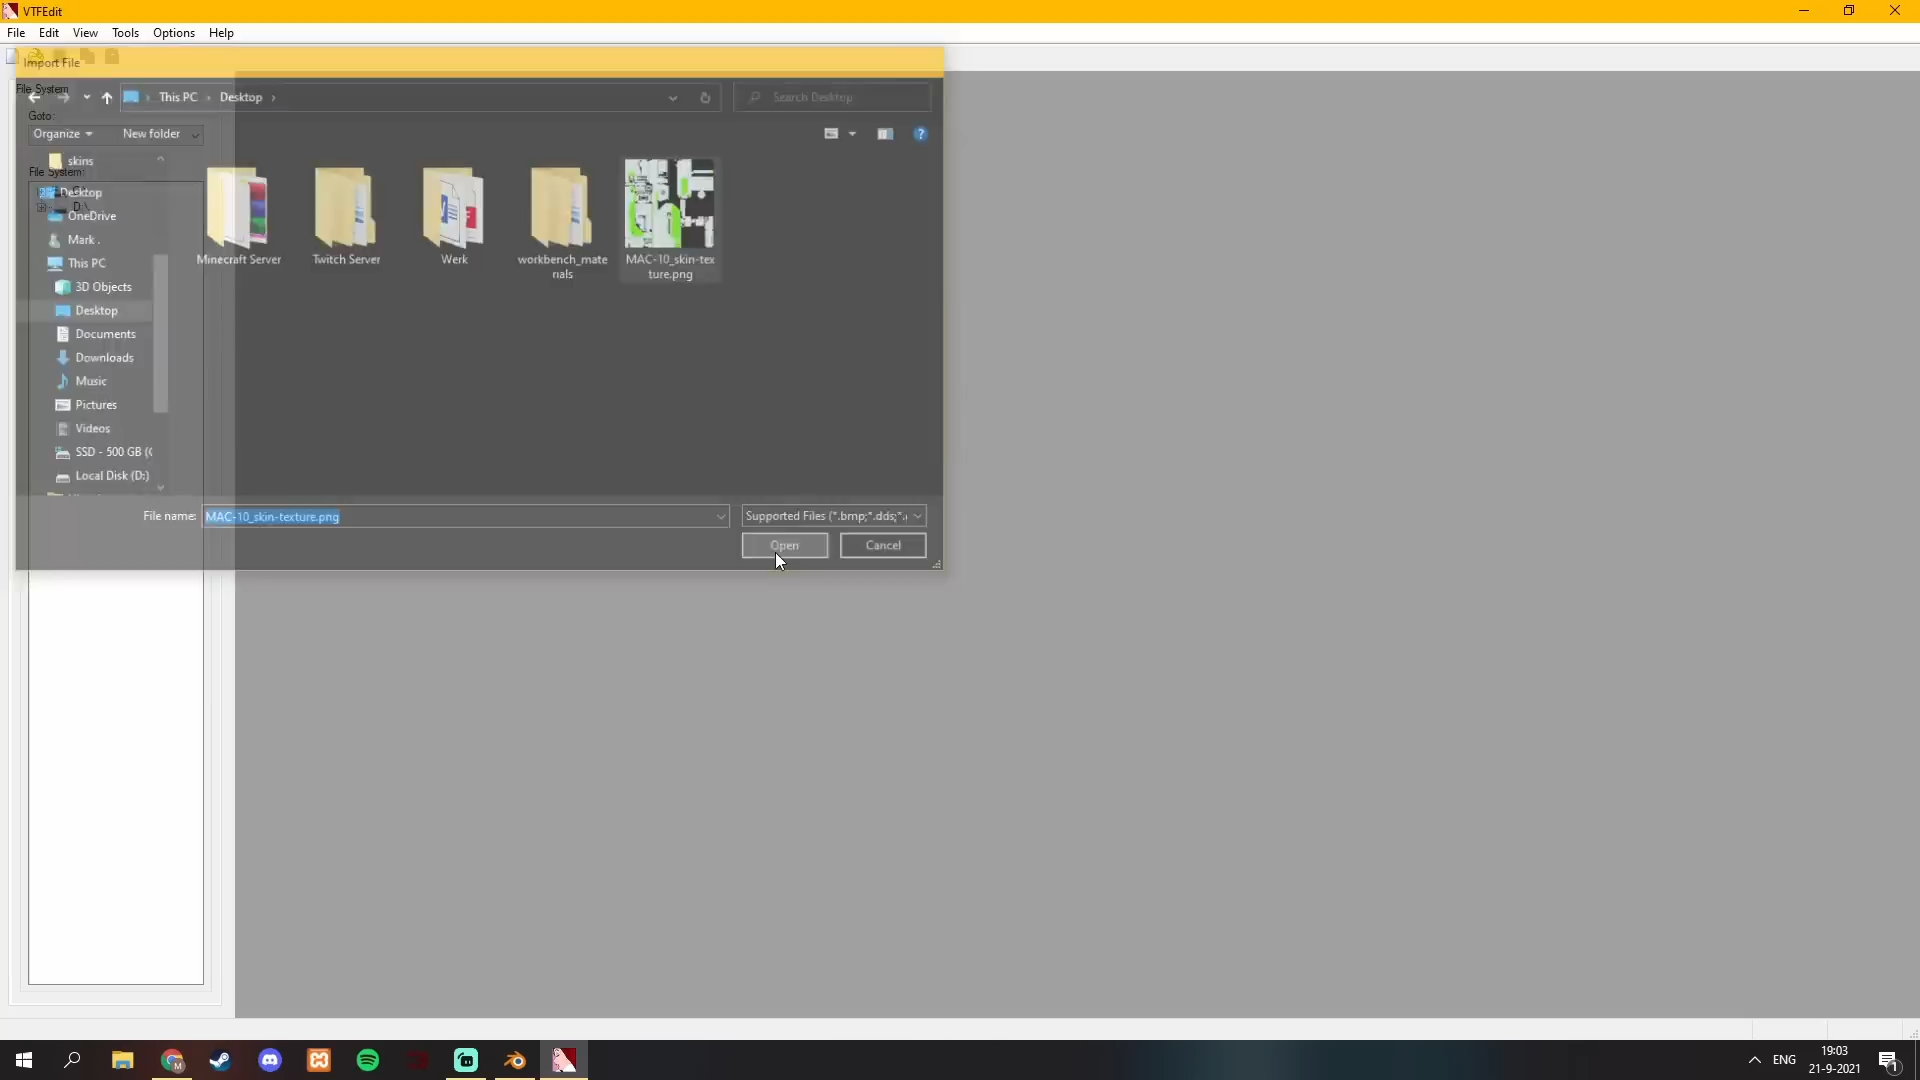 VTFEdit
File Edit View Tools Options Help
Import File
File System
This PC › Desktop ›
Search Desktop
Goto:
Organize
New folder
skins
File System:
Desktop
D:\
OneDrive
Mark .
This PC
3D Objects
Desktop
Documents
Downloads
Music
Pictures
Videos
SSD - 500 GB (
Local Disk (D:)
Minecraft Server
Twitch Server
Werk
workbench_mate
rials
MAC-10_skin-tex
ture.png
File name:
MAC-10_skin-texture.png
Supported Files (*.bmp;*.dds;*.
Open
Cancel
ENG
19:03
21-9-2021
1